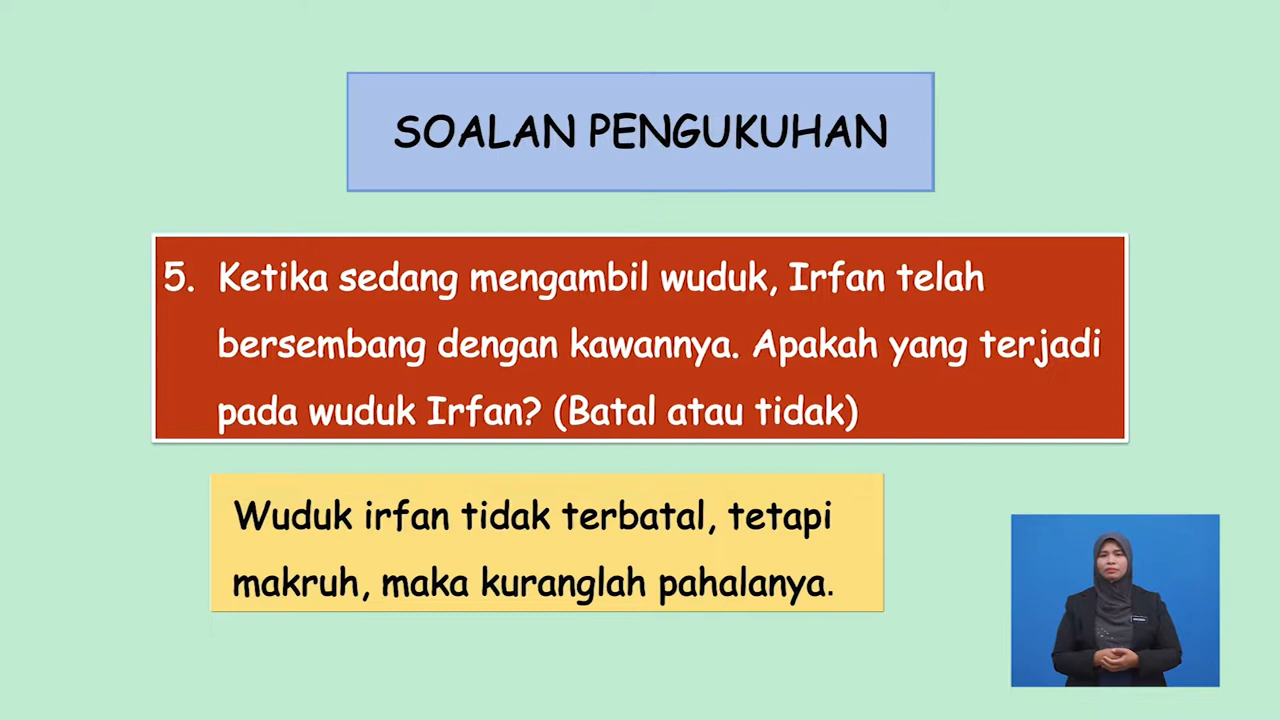 SOALAN PENGUKUHAN
5. Ketika sedang mengambil wuduk, Irfan telah
bersembang dengan kawannya. Apakah yang terjadi
pada wuduk Irfan? (Batal atau tidak)
Wuduk irfan tidak terbatal, tetapi
makruh, maka kuranglah pahalanya.